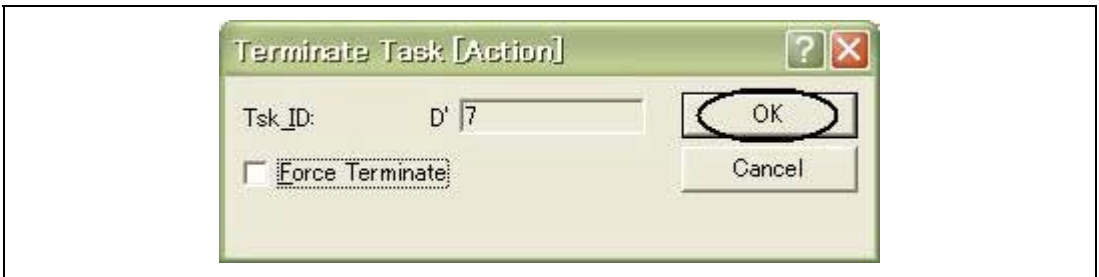 Terminate Task [Action]
Tsk_ID: D' 7
OK
Force Terminate
Cancel